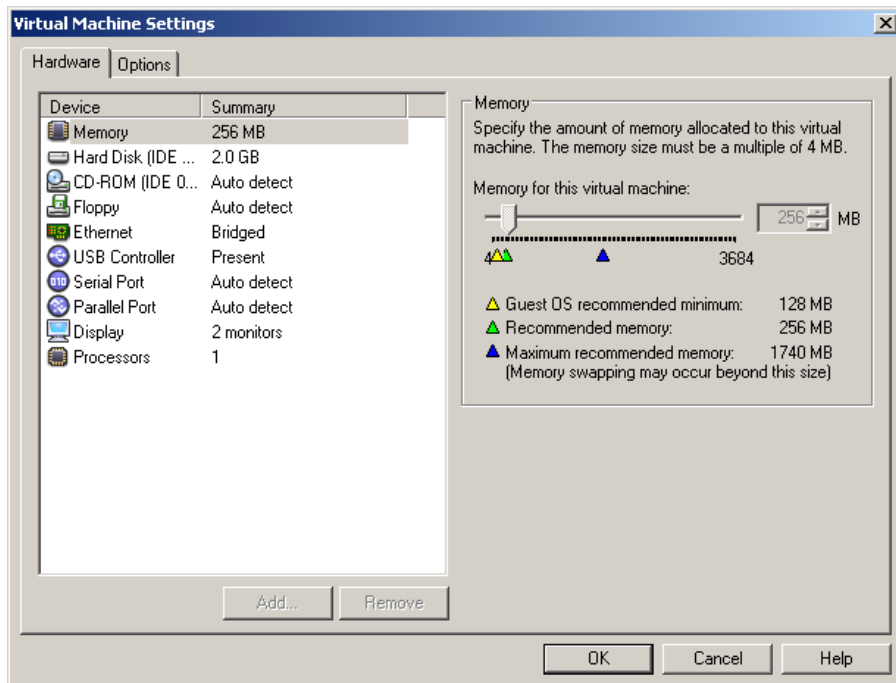 Virtual Machine Settings
Hardware Options
Device Summary
Memory 256 MB
Hard Disk (IDE ... 2.0 GB
CD-ROM (IDE 0... Auto detect
Floppy Auto detect
Ethernet Bridged
USB Controller Present
Serial Port Auto detect
Parallel Port Auto detect
Display 2 monitors
Processors 1
Add... Remove
Memory
Specify the amount of memory allocated to this virtual
machine. The memory size must be a multiple of 4 MB.
Memory for this virtual machine:
256 MB
4 3684
Guest OS recommended minimum: 128 MB
Recommended memory: 256 MB
Maximum recommended memory: 1740 MB
(Memory swapping may occur beyond this size)
OK Cancel Help